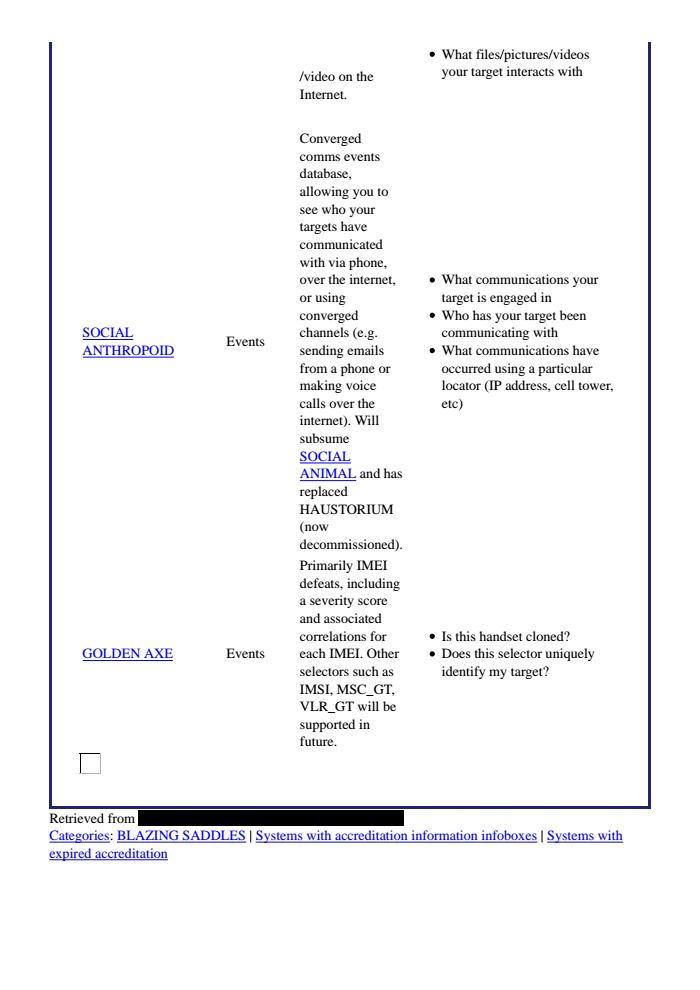 /video on the
Internet.
• What files/pictures/videos
your target interacts with
SOCIAL
ANTHROPOID
Events
Converged
comms events
database,
allowing you to
see who your
targets have
communicated
with via phone,
over the internet,
or using
converged
channels (e.g.
sending emails
from a phone or
making voice
calls over the
internet). Will
subsume
SOCIAL
ANIMAL and has
replaced
HAUSTORIUM
(now
decommissioned).
• What communications your
target is engaged in
• Who has your target been
communicating with
• What communications have
occurred using a particular
locator (IP address, cell tower,
etc)
GOLDEN AXE
Events
Primarily IMEI
defeats, including
a severity score
and associated
correlations for
each IMEI. Other
selectors such as
IMSI, MSC_GT,
VLR_GT will be
supported in
future.
• Is this handset cloned?
• Does this selector uniquely
identify my target?
Retrieved from
Categories: BLAZING SADDLES | Systems with accreditation information infoboxes | Systems with
expired accreditation